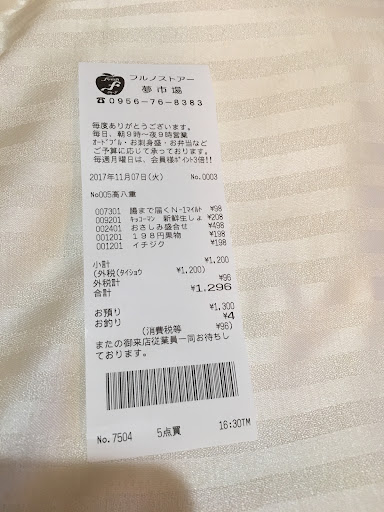 フルノストアー
夢市場
☎0956-76-8383
毎度ありがとうございます。
毎日、朝9時〜夜9時営業
オードブル・お刺身盛・お弁当など
ご予算に応じて承っております。
毎週月曜日は、会員様ポイント3倍!!
2017年11月07日(火) No.0003
No005高八重
007301 腸まで届くN-1マイルド ¥98
009201 キッコーマン 新鮮生しょ ¥208
002401 おさしみ盛合せ ¥498
001201 198円果物 ¥198
001201 イチジク ¥198
小計 ¥1,200
(外税(タイショウ ¥1,200)
外税計 ¥96
合計 ¥1,296
お預り ¥1,300
お釣り ¥4
(消費税等 ¥96)
またの御来店従業員一同お待ちし
ております。
No.7504 5点買 16:30TM